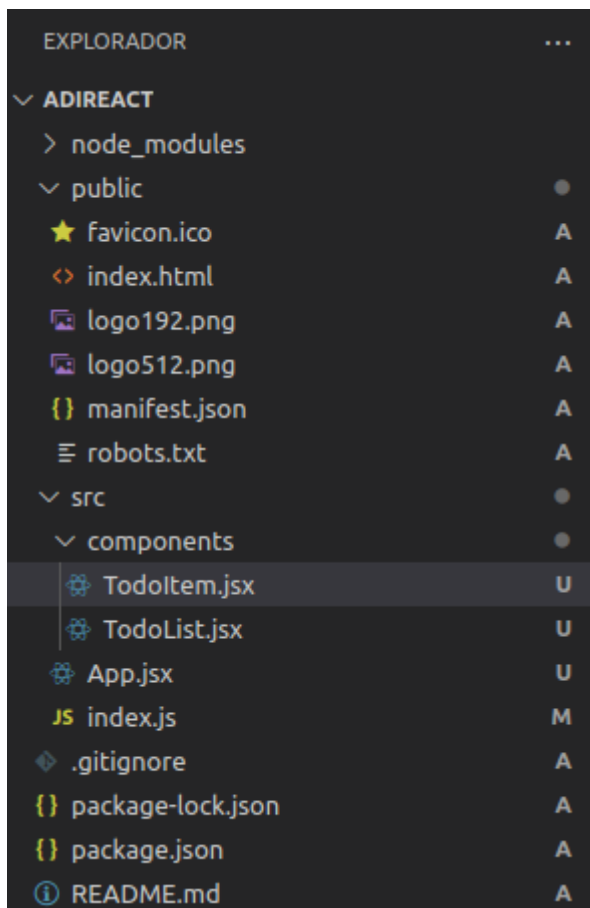 EXPLORADOR ...
ADIREACT
node_modules
public
favicon.ico A
<> index.html A
logo192.png A
logo512.png A
{} manifest.json A
robots.txt A
src
components
TodoItem.jsx U
TodoList.jsx U
App.jsx U
JS index.js M
.gitignore A
{} package-lock.json A
{} package.json A
README.md A